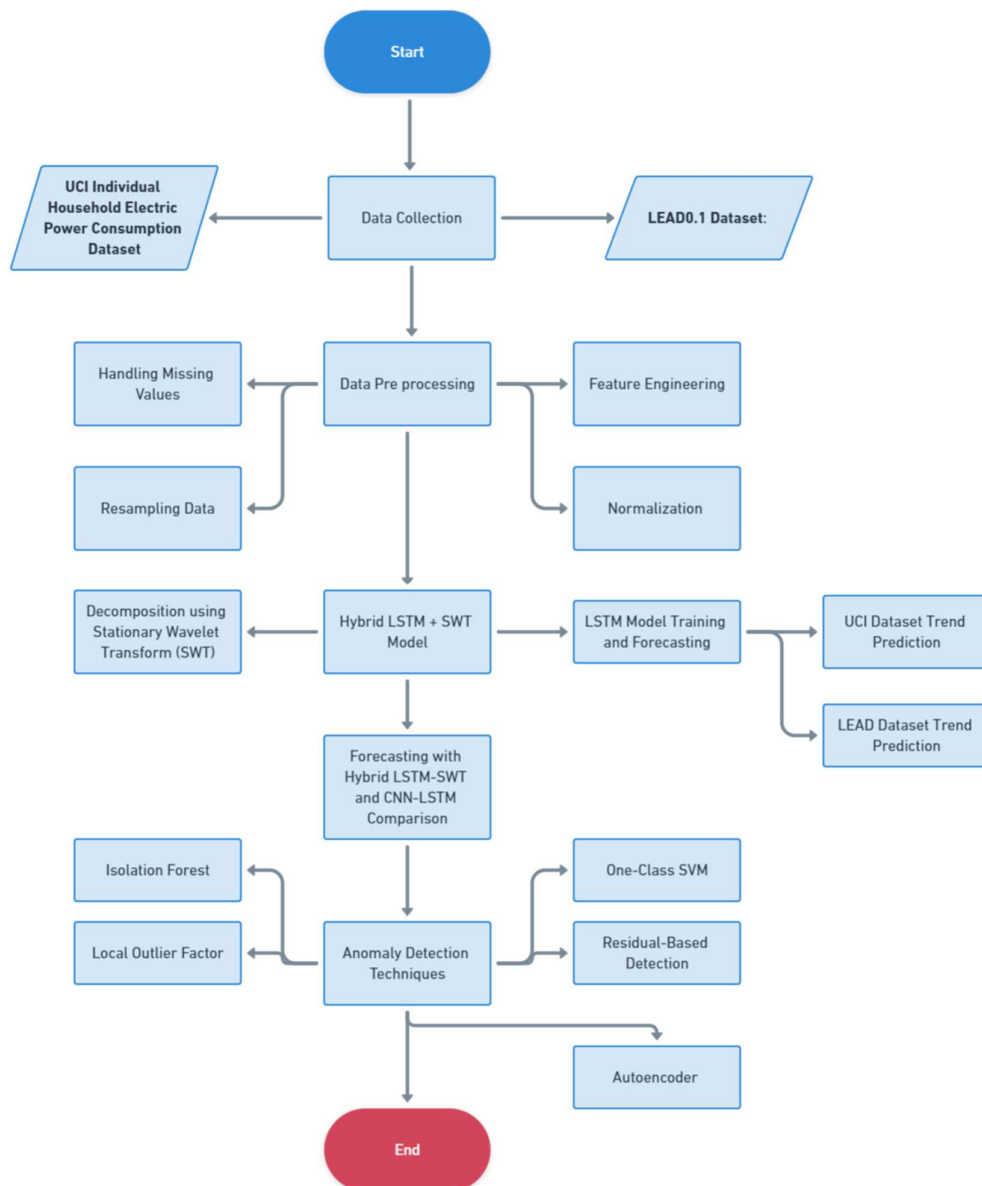 Start
UCI Individual
Household Electric
Power Consumption
Dataset
Data Collection
LEAD0.1 Dataset:
Handling Missing
Values
Data Pre processing
Feature Engineering
Resampling Data
Normalization
Decomposition using
Stationary Wavelet
Transform (SWT)
Hybrid LSTM + SWT
Model
LSTM Model Training
and Forecasting
UCI Dataset Trend
Prediction
LEAD Dataset Trend
Prediction
Forecasting with
Hybrid LSTM-SWT
and CNN-LSTM
Comparison
Isolation Forest
One-Class SVM
Local Outlier Factor
Anomaly Detection
Techniques
Residual-Based
Detection
Autoencoder
End